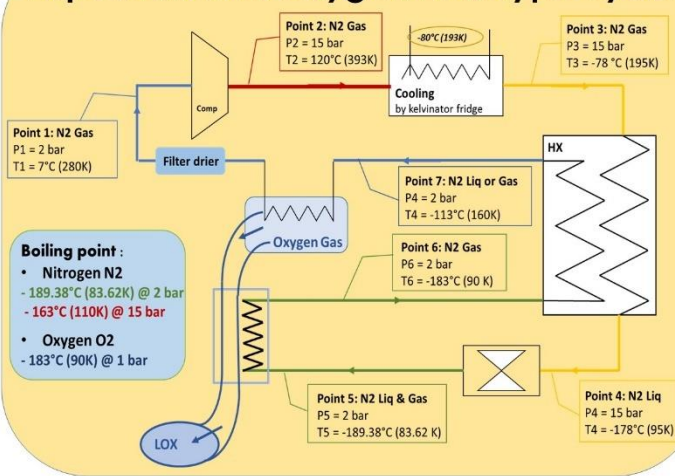 Point 2: N2 Gas
P2 = 15 bar
T2 = 120°C (393K)
-80°C (193K)
Cooling
by kelvinator fridge
Point 3: N2 Gas
P3 = 15 bar
T3 = -78 °C (195K)
Comp
Point 1: N2 Gas
P1 = 2 bar
T1 = 7°C (280K)
Filter drier
HX
Point 7: N2 Liq or Gas
P4 = 2 bar
T4 = -113°C (160K)
Oxygen Gas
Boiling point :
• Nitrogen N2
- 189.38°C (83.62K) @ 2 bar
- 163°C (110K) @ 15 bar
• Oxygen O2
- 183°C (90K) @ 1 bar
Point 6: N2 Gas
P6 = 2 bar
T6 = -183°C (90 K)
Point 5: N2 Liq & Gas
P5 = 2 bar
T5 = -189.38°C (83.62 K)
Point 4: N2 Liq
P4 = 15 bar
T4 = -178°C (95K)
LOX